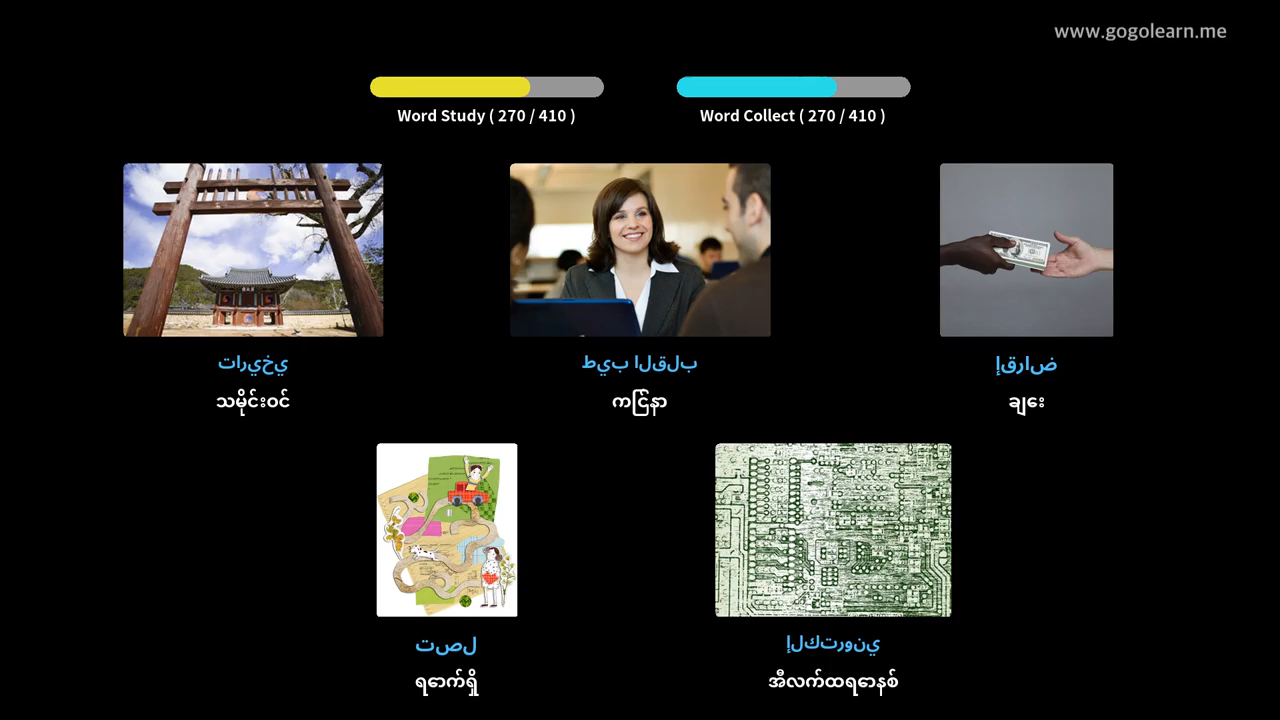 www.gogolearn.me
Word Study ( 270 / 410 )
Word Collect ( 270 / 410 )
تاريخي
طيب القلب
إقراض
သမိုင်းဝင်
ကြင်နာ
ချေး
تصل
إلكتروني
ရောက်ရှိ
အီလက်ထရောနစ်